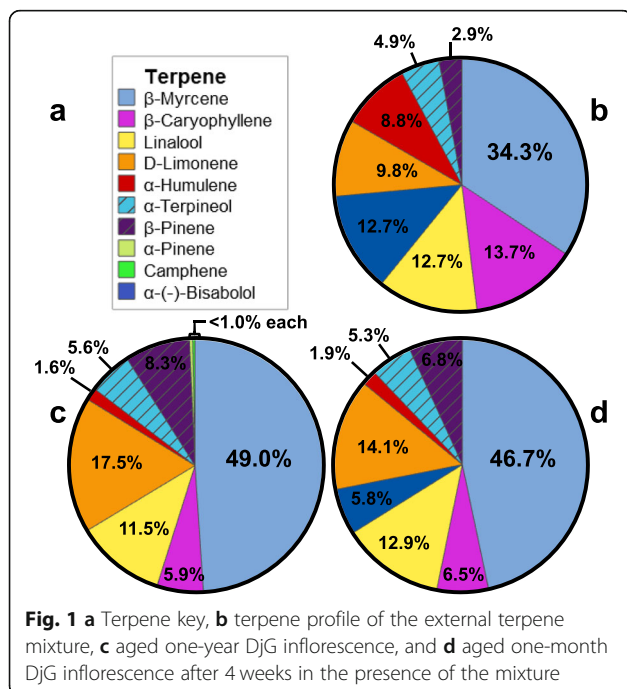 a
Terpene
β-Myrcene
β-Caryophyllene
Linalool
D-Limonene
α-Humulene
α-Terpineol
β-Pinene
α-Pinene
Camphene
α-(-)-Bisabolol
b
4.9%
2.9%
8.8%
34.3%
9.8%
12.7%
12.7%
13.7%
c
<1.0% each
5.6%
8.3%
1.6%
49.0%
17.5%
11.5%
5.9%
d
5.3%
6.8%
1.9%
46.7%
14.1%
5.8%
12.9%
6.5%
Fig. 1 a Terpene key, b terpene profile of the external terpene
mixture, c aged one-year DjG inflorescence, and d aged one-month
DjG inflorescence after 4 weeks in the presence of the mixture